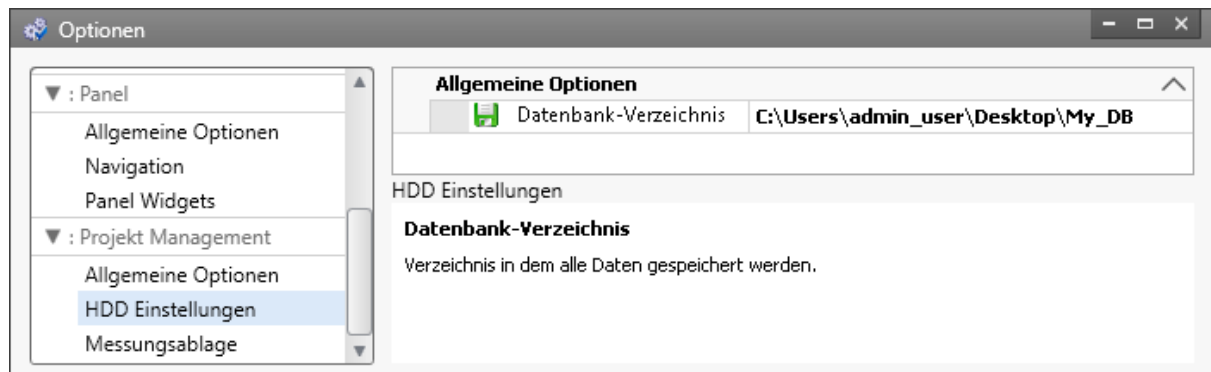 Optionen
: Panel
Allgemeine Optionen
Navigation
Panel Widgets
: Projekt Management
Allgemeine Optionen
HDD Einstellungen
Messungsablage
Allgemeine Optionen
Datenbank-Verzeichnis C:\Users\admin_user\Desktop\My_DB
HDD Einstellungen
Datenbank-Verzeichnis
Verzeichnis in dem alle Daten gespeichert werden.